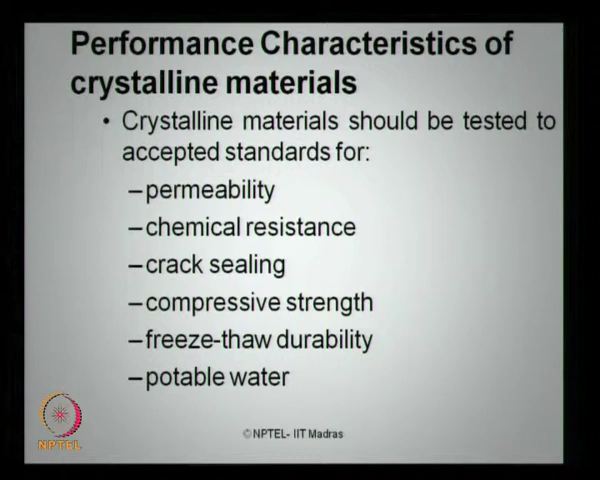 Performance Characteristics of
crystalline materials
• Crystalline materials should be tested to
accepted standards for:
–permeability
–chemical resistance
–crack sealing
–compressive strength
–freeze-thaw durability
–potable water
NPTEL
©NPTEL- IIT Madras